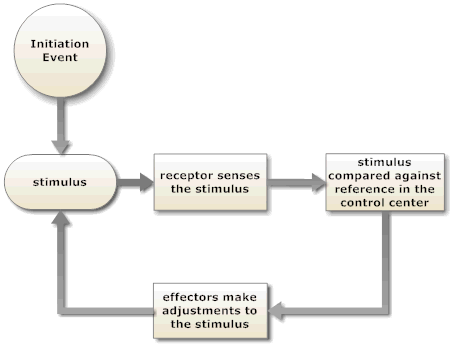 Initiation
Event
stimulus
receptor senses
the stimulus
stimulus
compared against
reference in the
control center
effectors make
adjustments to
the stimulus